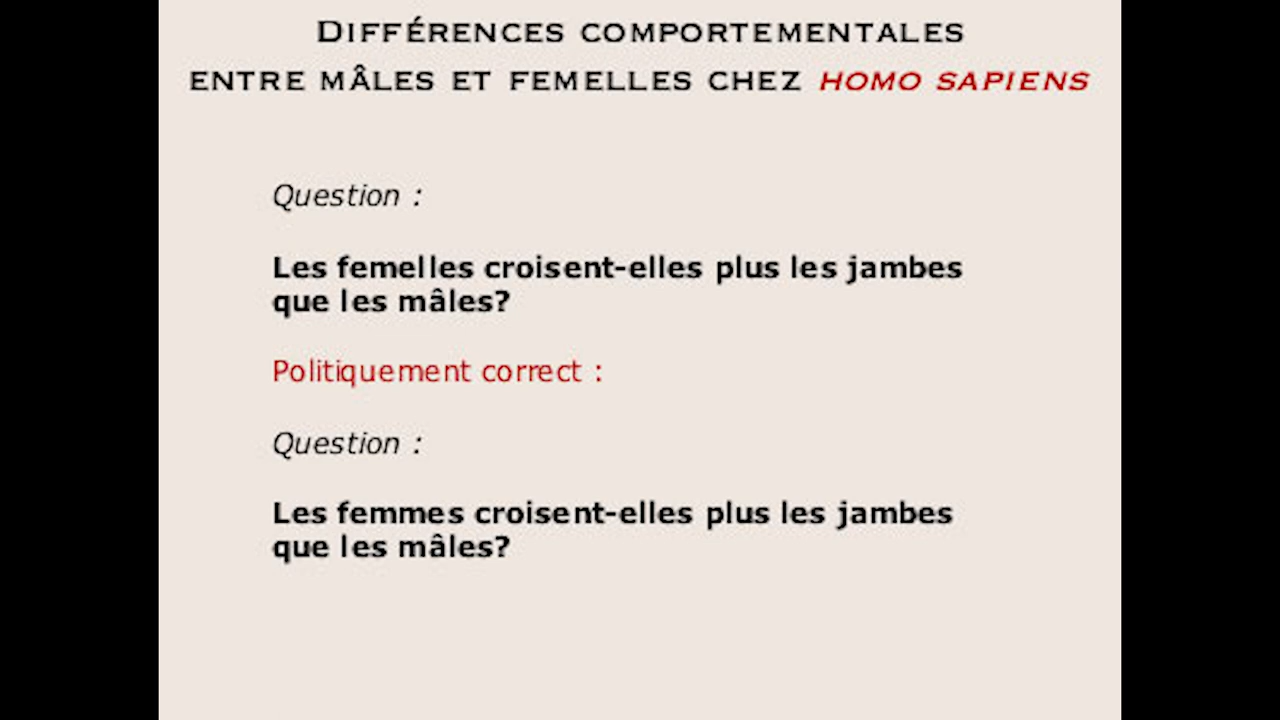 Différences comportementales
entre mâles et femelles chez homo sapiens
Question :
Les femelles croisent-elles plus les jambes
que les mâles?
Politiquement correct :
Question :
Les femmes croisent-elles plus les jambes
que les mâles?